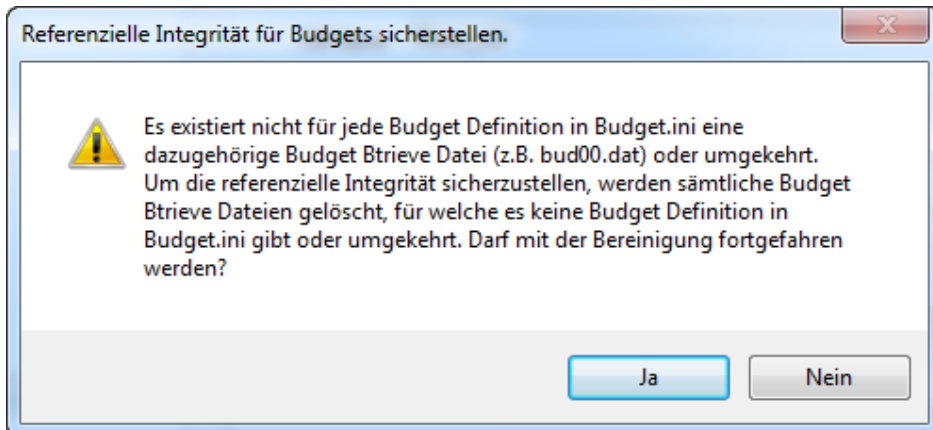 Referenzielle Integrität für Budgets sicherstellen.
Es existiert nicht für jede Budget Definition in Budget.ini eine
dazugehörige Budget Btrieve Datei (z.B. bud00.dat) oder umgekehrt.
Um die referenzielle Integrität sicherzustellen, werden sämtliche Budget
Btrieve Dateien gelöscht, für welche es keine Budget Definition in
Budget.ini gibt oder umgekehrt. Darf mit der Bereinigung fortgefahren
werden?
Ja
Nein